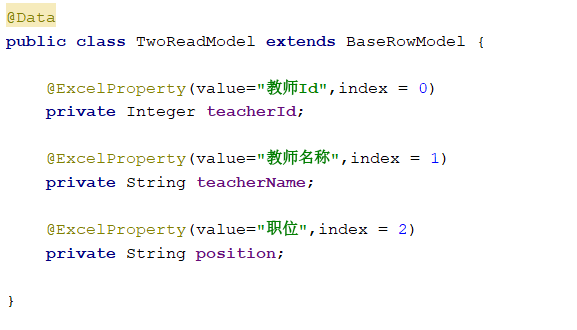 @Data
public class TwoReadModel extends BaseRowModel {
@ExcelProperty(value="教师Id",index = 0)
private Integer teacherId;
@ExcelProperty(value="教师名称",index = 1)
private String teacherName;
@ExcelProperty(value="职位",index = 2)
private String position;
}